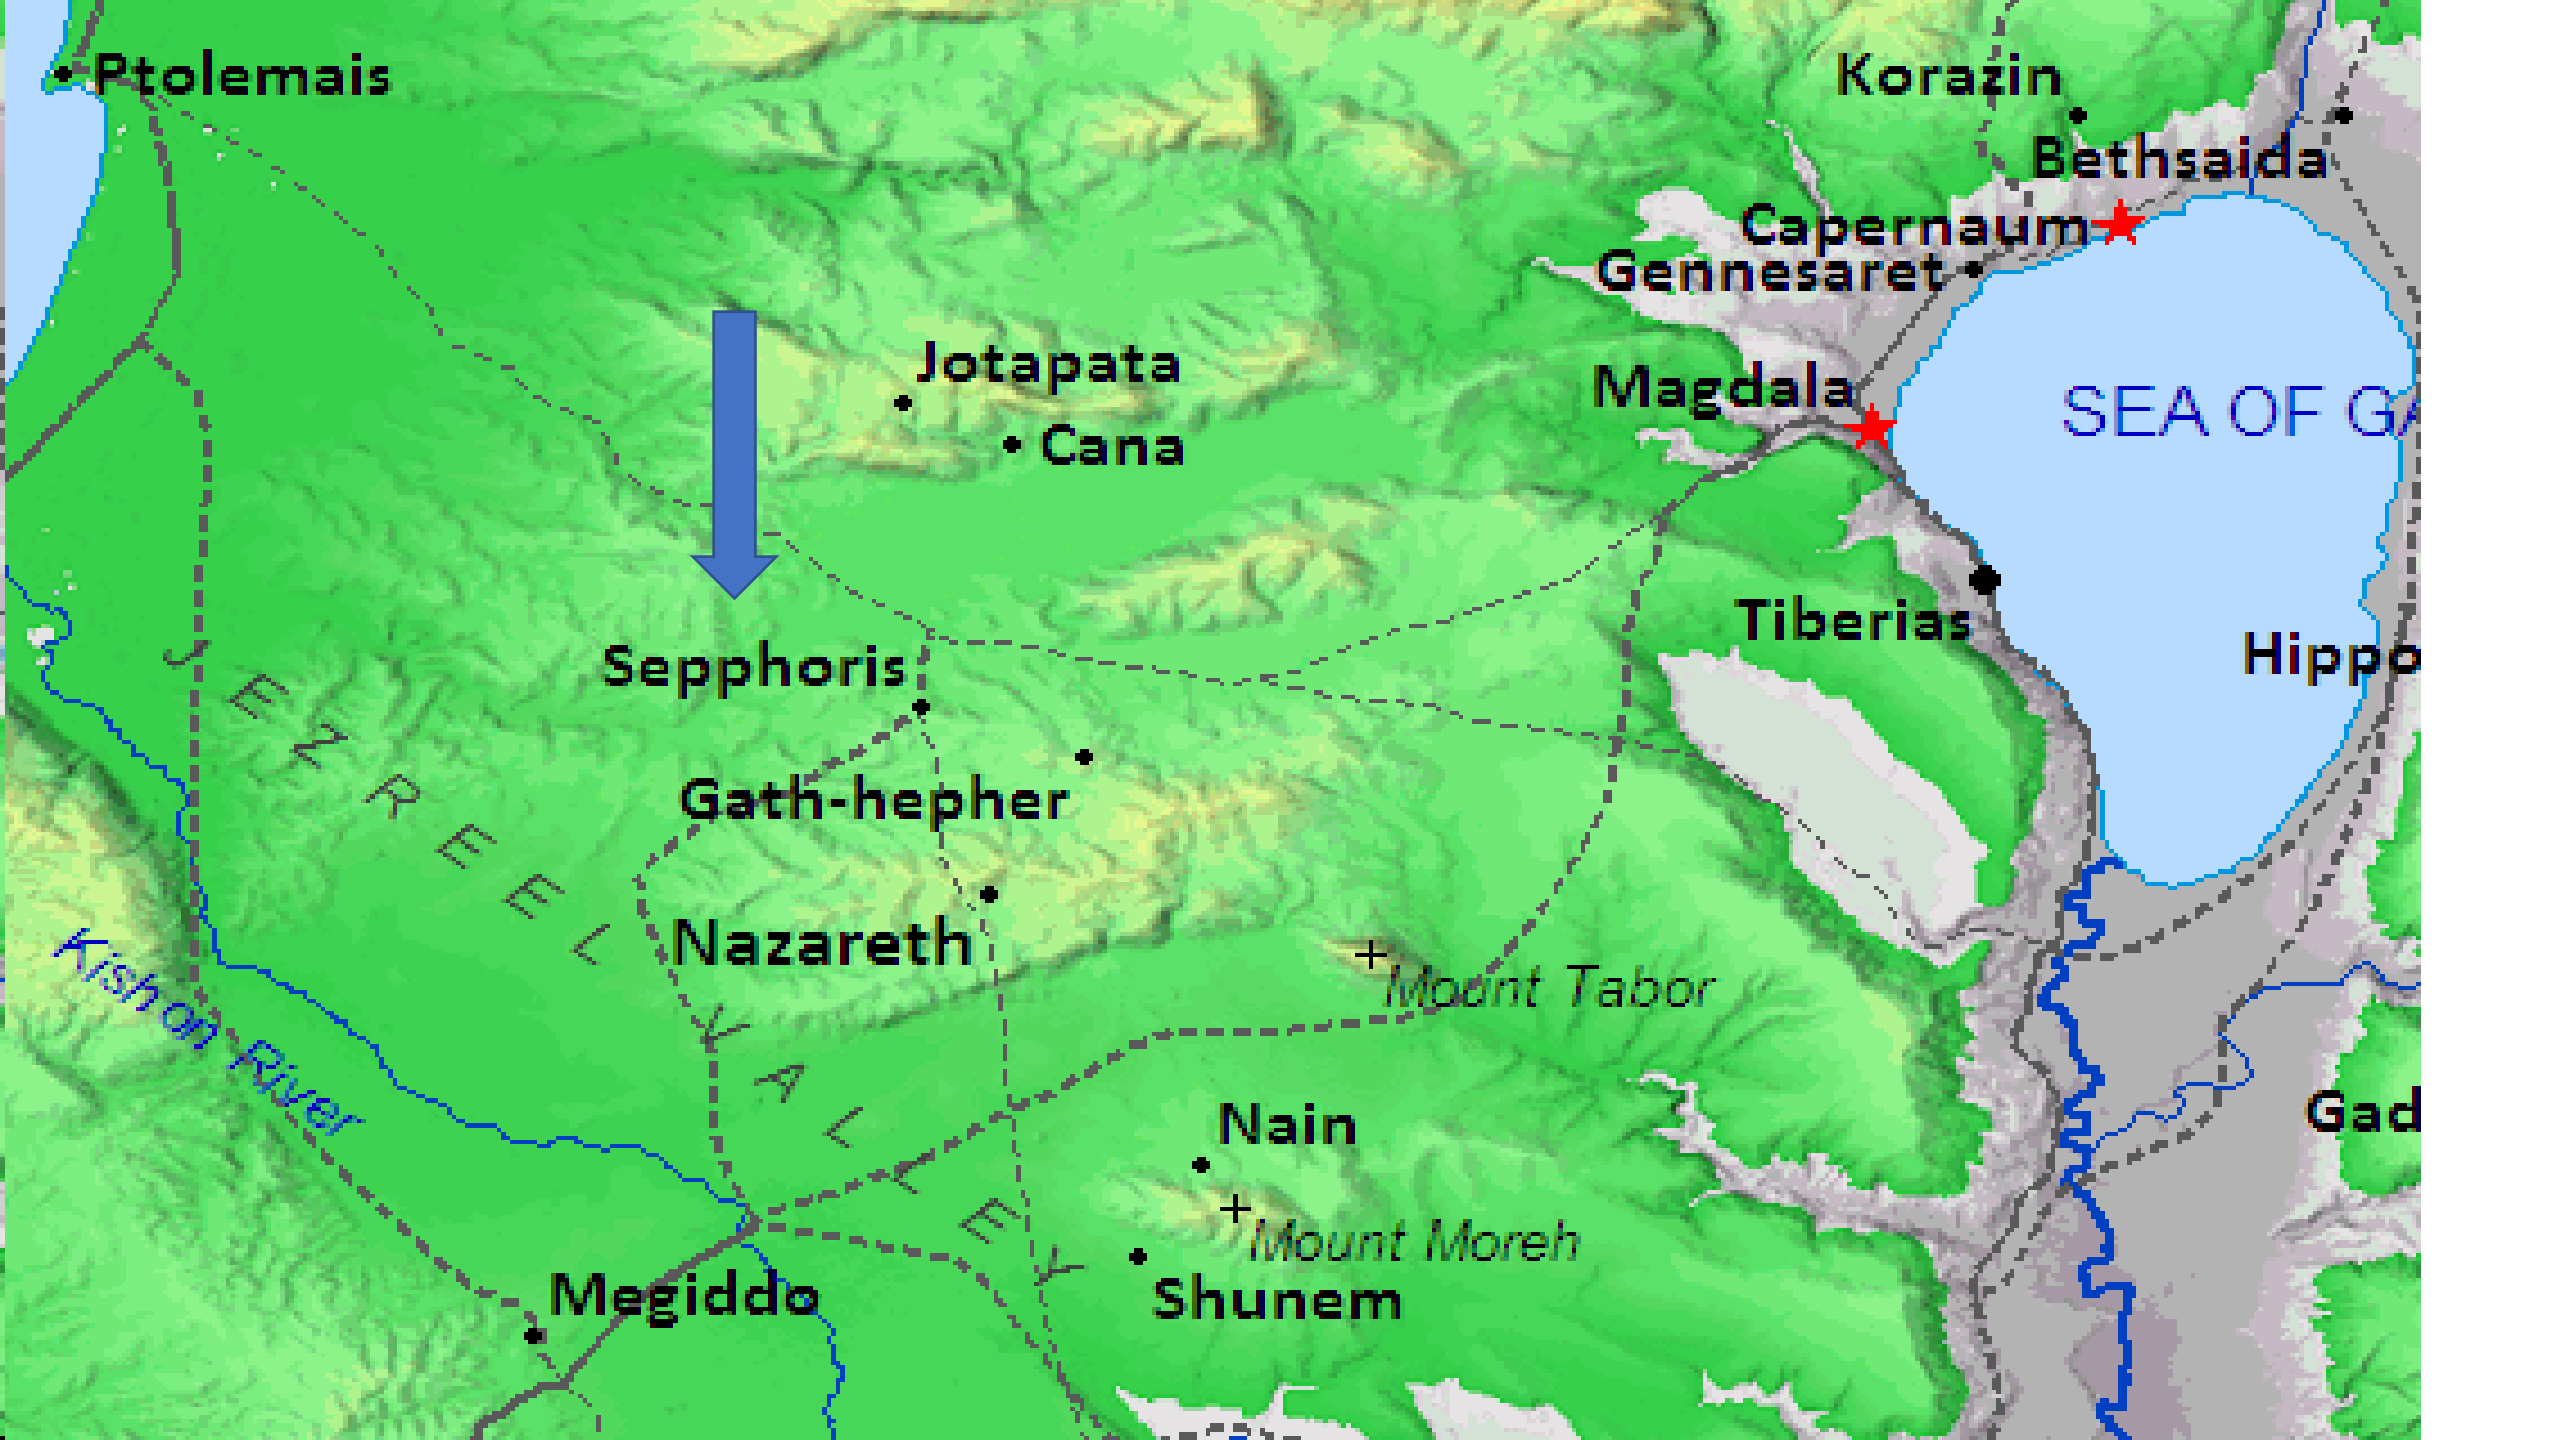 Ptolemais
Korazin
Bethsaida
Capernaum
Gennesaret
Jotapata
Magdala
SEA OF GA
Cana
Tiberias
Hippo
Sepphoris
JEZREEL VALLEY
Gath-hepher
Nazareth
Kishon River
Mount Tabor
Nain
Gad
Mount Moreh
Megiddo
Shunem